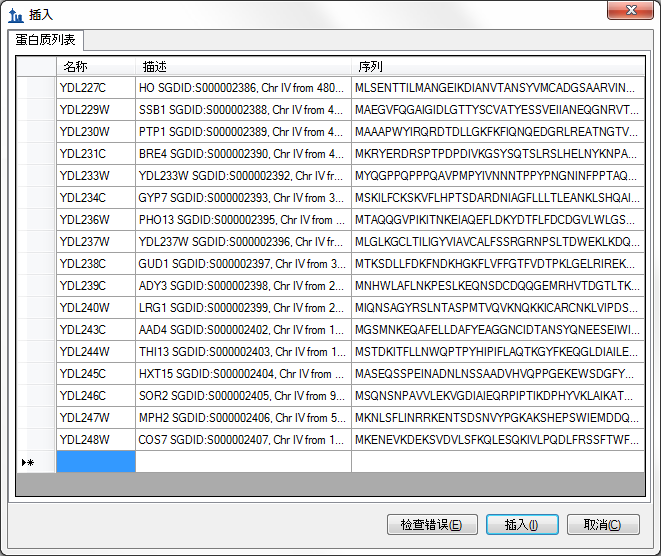 插入
蛋白质列表
名称 描述 序列
YDL227C HO SGDID:S000002386, Chr IV from 480... MLSENTTILMANGEIKDIANVTANSYVMCADGSAARVIN...
YDL229W SSB1 SGDID:S000002388, Chr IV from 4... MAEGVFQGAIGIDLGTTYSCVATYESSVEIIANEQGNRVT...
YDL230W PTP1 SGDID:S000002389, Chr IV from 4... MAAAPWYIRQRDTDLLGKFKFIQNQEDGRLREATNGTV...
YDL231C BRE4 SGDID:S000002390, Chr IV from 4... MKRYERDRSPTPDPDIVKGSYSQTSLRSLHELNYKNPA...
YDL233W YDL233W SGDID:S000002392, Chr IV fr... MYQGPPQPPPQAVPMPYIVNNNTPPYPNGNINFPPTAQ...
YDL234C GYP7 SGDID:S000002393, Chr IV from 3... MSKILFCKSKVFLHPTSDARDNIAGFLLLTLEANKLSHQAI...
YDL236W PHO13 SGDID:S000002395, Chr IV from ... MTAQQGVPIKITNKEIAQEFLDKYDTFLFDCDGVLWLGS...
YDL237W YDL237W SGDID:S000002396, Chr IV fr... MLGLKGCLTILIGYVIAVCALFSSRGRNPSLTDWEKLKDQ...
YDL238C GUD1 SGDID:S000002397, Chr IV from 3... MTKSDLLFDKFNDKHGKFLVFFGTFVDTPKLGELRIREK...
YDL239C ADY3 SGDID:S000002398, Chr IV from 2... MNHWLAFLNKPESLKEQNSDCDQQGEMRHVTDGTLTK...
YDL240W LRG1 SGDID:S000002399, Chr IV from 2... MIQNSAGYRSLNTASPMTVQVKNQKKICARCNKLVIPDS...
YDL243C AAD4 SGDID:S000002402, Chr IV from 1... MGSMNKEQAFELLDAFYEAGGNCIDTANSYQNEESEIWI...
YDL244W THI13 SGDID:S000002403, Chr IV from 1... MSTDKITFLLNWQPTPYHIPIFLAQTKGYFKEQGLDIAILE...
YDL245C HXT15 SGDID:S000002404, Chr IV from ... MASEQSSPEINADNLNSSAADVHVQPPGEKEWSDGFY...
YDL246C SOR2 SGDID:S000002405, Chr IV from 9... MSQNSNPAVVLEKVGDIAIEQRPIPTIKDPHYVKLAIKAT...
YDL247W MPH2 SGDID:S000002406, Chr IV from 5... MKNLSFLINRRKENTSDSNVYPGKAKSHEPSWIEMDDQ...
YDL248W COS7 SGDID:S000002407, Chr IV from 1... MKENEVKDEKSVDVLSFKQLESQKIVLPQDLFRSSFTWF...
检查错误(E) 插入(I) 取消(C)